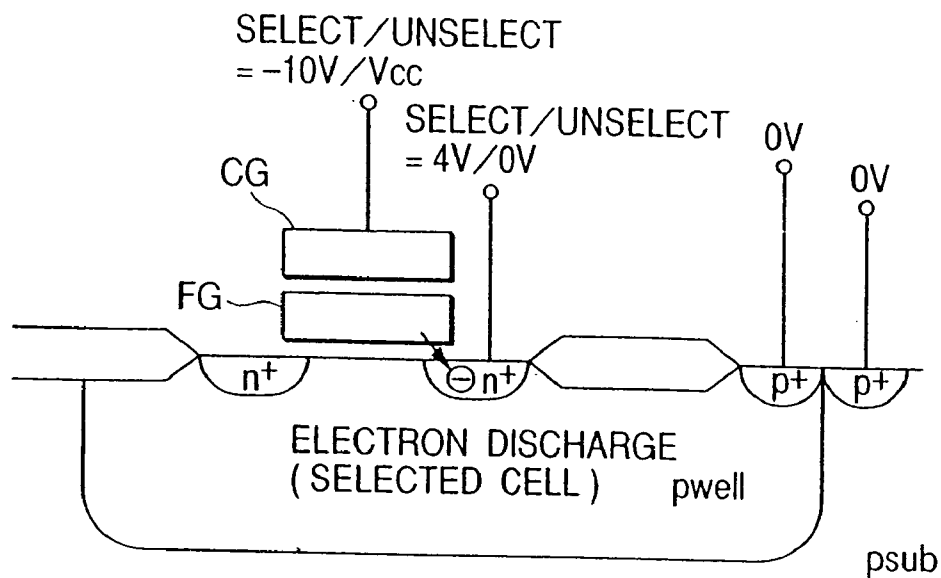 SELECT/UNSELECT
= -10V/Vcc
SELECT/UNSELECT
= 4V/0V
0V
0V
CG
FG
n+
⊖n+
p+
p+
ELECTRON DISCHARGE
(SELECTED CELL)
pwell
psub